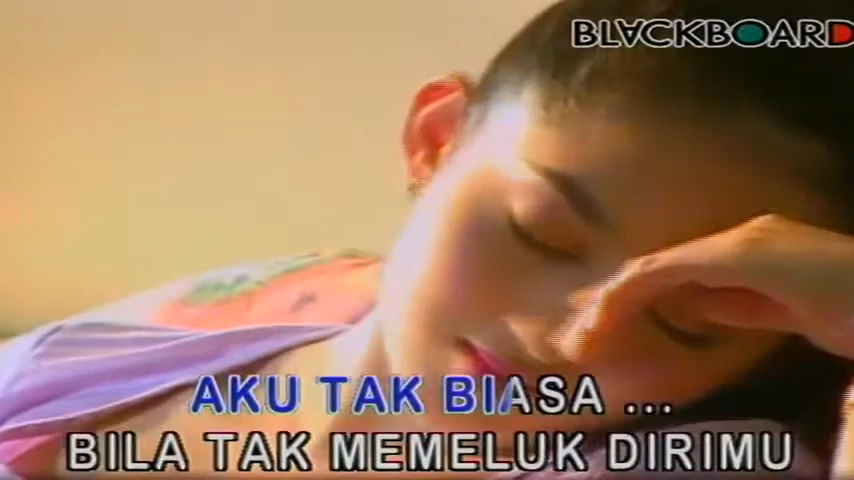 BLACKBOARD
AKU TAK BIASA ...
BILA TAK MEMELUK DIRIMU